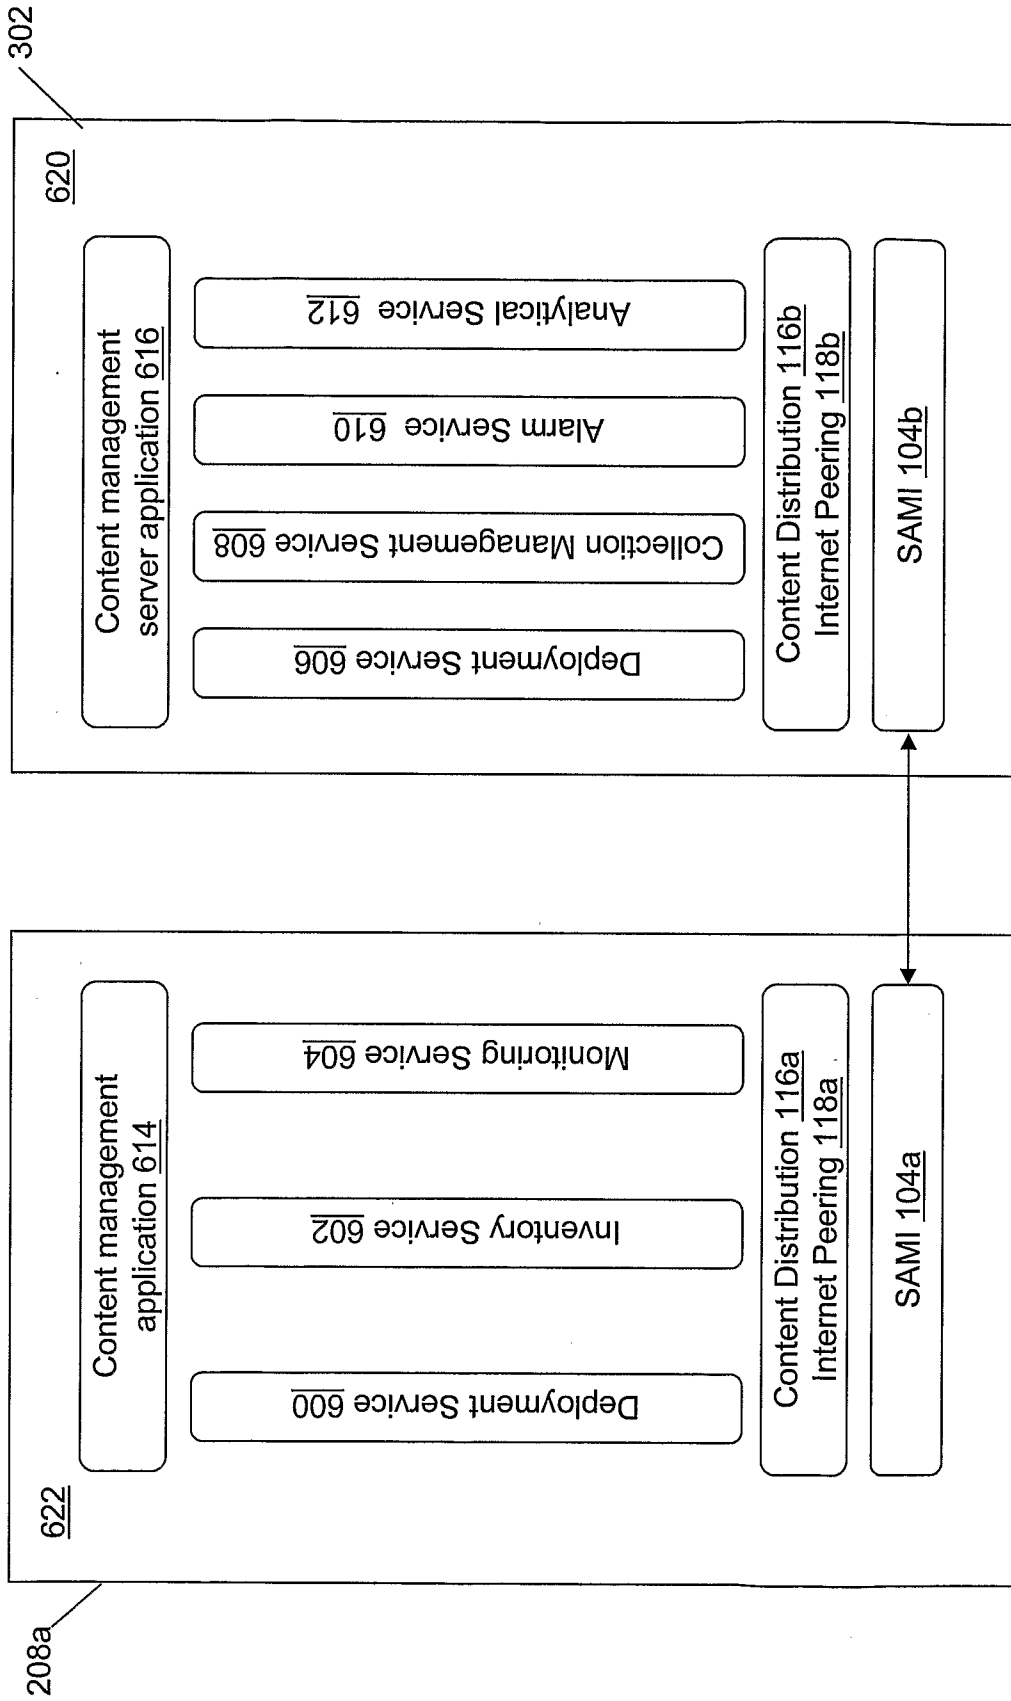 208a
622
Content management
application 614
Deployment Service 600
Inventory Service 602
Monitoring Service 604
Content Distribution 116a
Internet Peering 118a
SAMI 104a
302
620
Content management
server application 616
Deployment Service 606
Collection Management Service 608
Alarm Service 610
Analytical Service 612
Content Distribution 116b
Internet Peering 118b
SAMI 104b